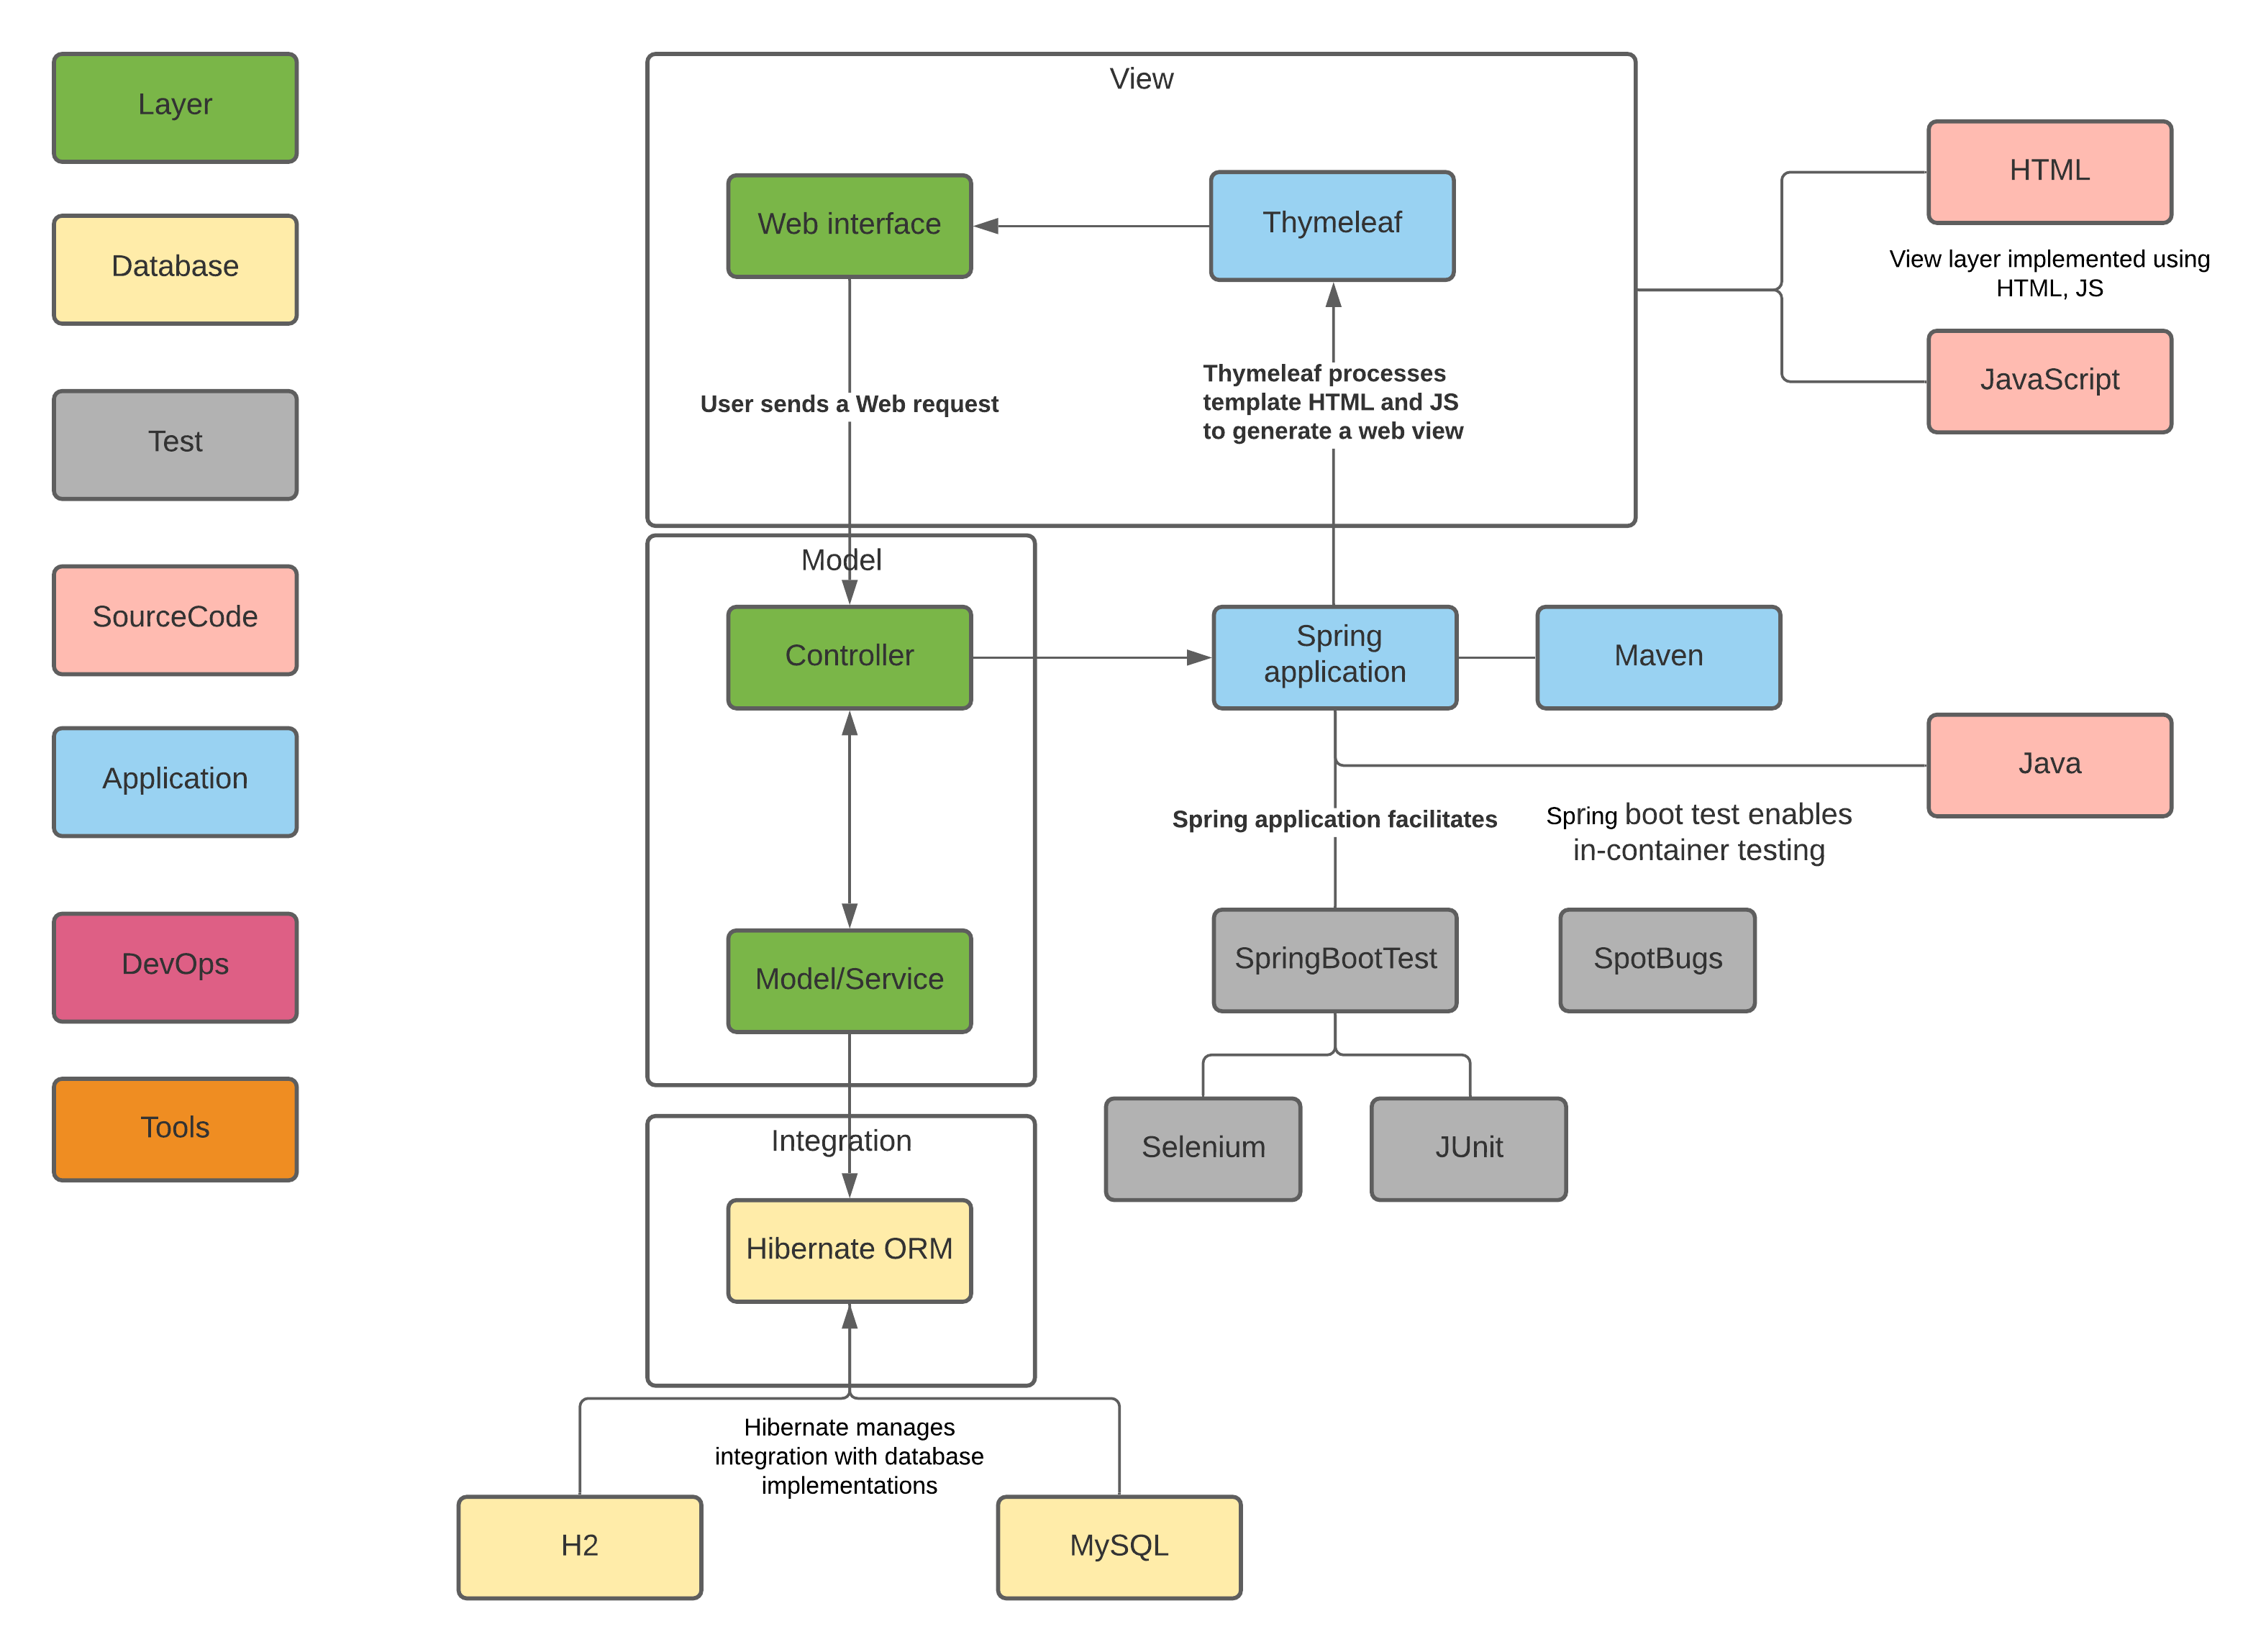 Layer
Database
Test
SourceCode
Application
DevOps
Tools
View
Web interface
Thymeleaf
User sends a Web request
Thymeleaf processes
template HTML and JS
to generate a web view
HTML
View layer implemented using
HTML, JS
JavaScript
Model
Controller
Spring
application
Maven
Java
Spring application facilitates
Spring boot test enables
in-container testing
Model/Service
SpringBootTest
SpotBugs
Selenium
JUnit
Integration
Hibernate ORM
Hibernate manages
integration with database
implementations
H2
MySQL